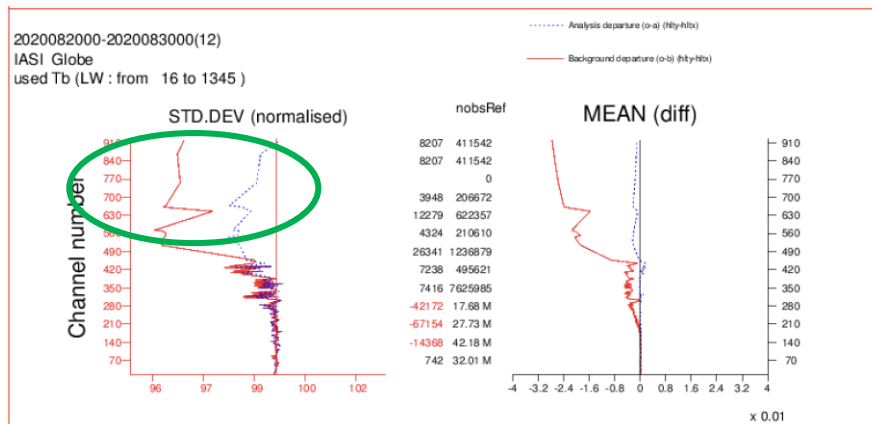 Analysis departure (o-a) (hlty-hltx)
2020082000-2020083000(12)
IASI Globe
Background departure (o-b) (hlty-hltx)
used Tb (LW : from 16 to 1345 )
STD.DEV (normalised)
nobsRef
MEAN (diff)
Channel number
910
840
770
700
630
560
490
420
350
280
210
140
70
96
97
99
100
102
8207 411542
8207 411542
0
3948 206672
12279 622357
4324 210610
26341 1236879
7238 495621
7416 7625985
-42172 17.68 M
-67154 27.73 M
-14368 42.18 M
742 32.01 M
910
840
770
700
630
560
490
420
350
280
210
140
70
-4 -3.2 -2.4 -1.6 -0.8 0 0.8 1.6 2.4 3.2 4
x 0.01